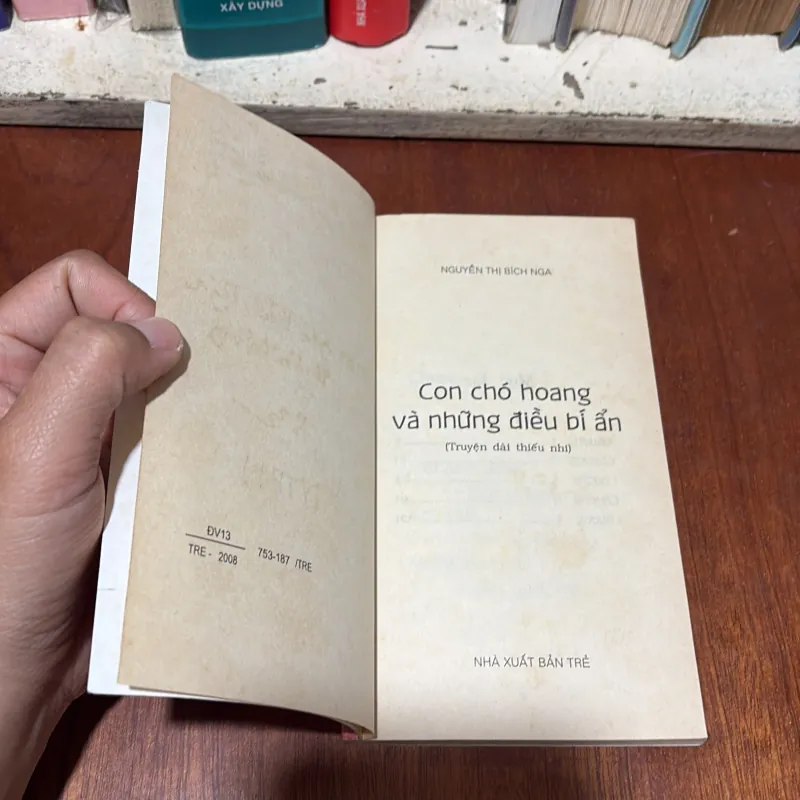 XÂY DỰNG
ĐV13
TRE - 2008
753-187 /TRE
NGUYỄN THỊ BÍCH NGA
Con chó hoang
và những điều bí ẩn
(Truyện dài thiếu nhi)
NHÀ XUẤT BẢN TRẺ